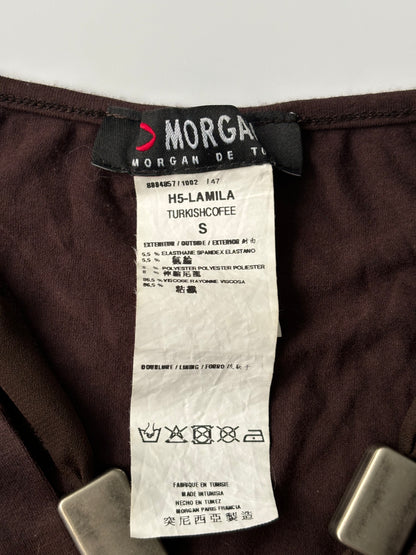 MORGAN
MORGAN DE TO
8884857/1002 /47
H5-LAMILA
TURKISHCOFEE
S
EXTERIEUR / OUTSIDE / EXTERIOR
5,5 % ELASTHANE SPANDEX ELASTANO
5,5 %
8 % POLYESTER POLYESTER POLIESTER
8 %
86,5 % VISCOSE RAYONNE VISCOSA
86,5 %
DOUBLURE / LINING / FORRO
FABRIQUE EN TUNISIE
MADE IN TUNISIA
HECHO EN TUNEZ
MORGAN PARIS FRANCIA
突尼西亞製造